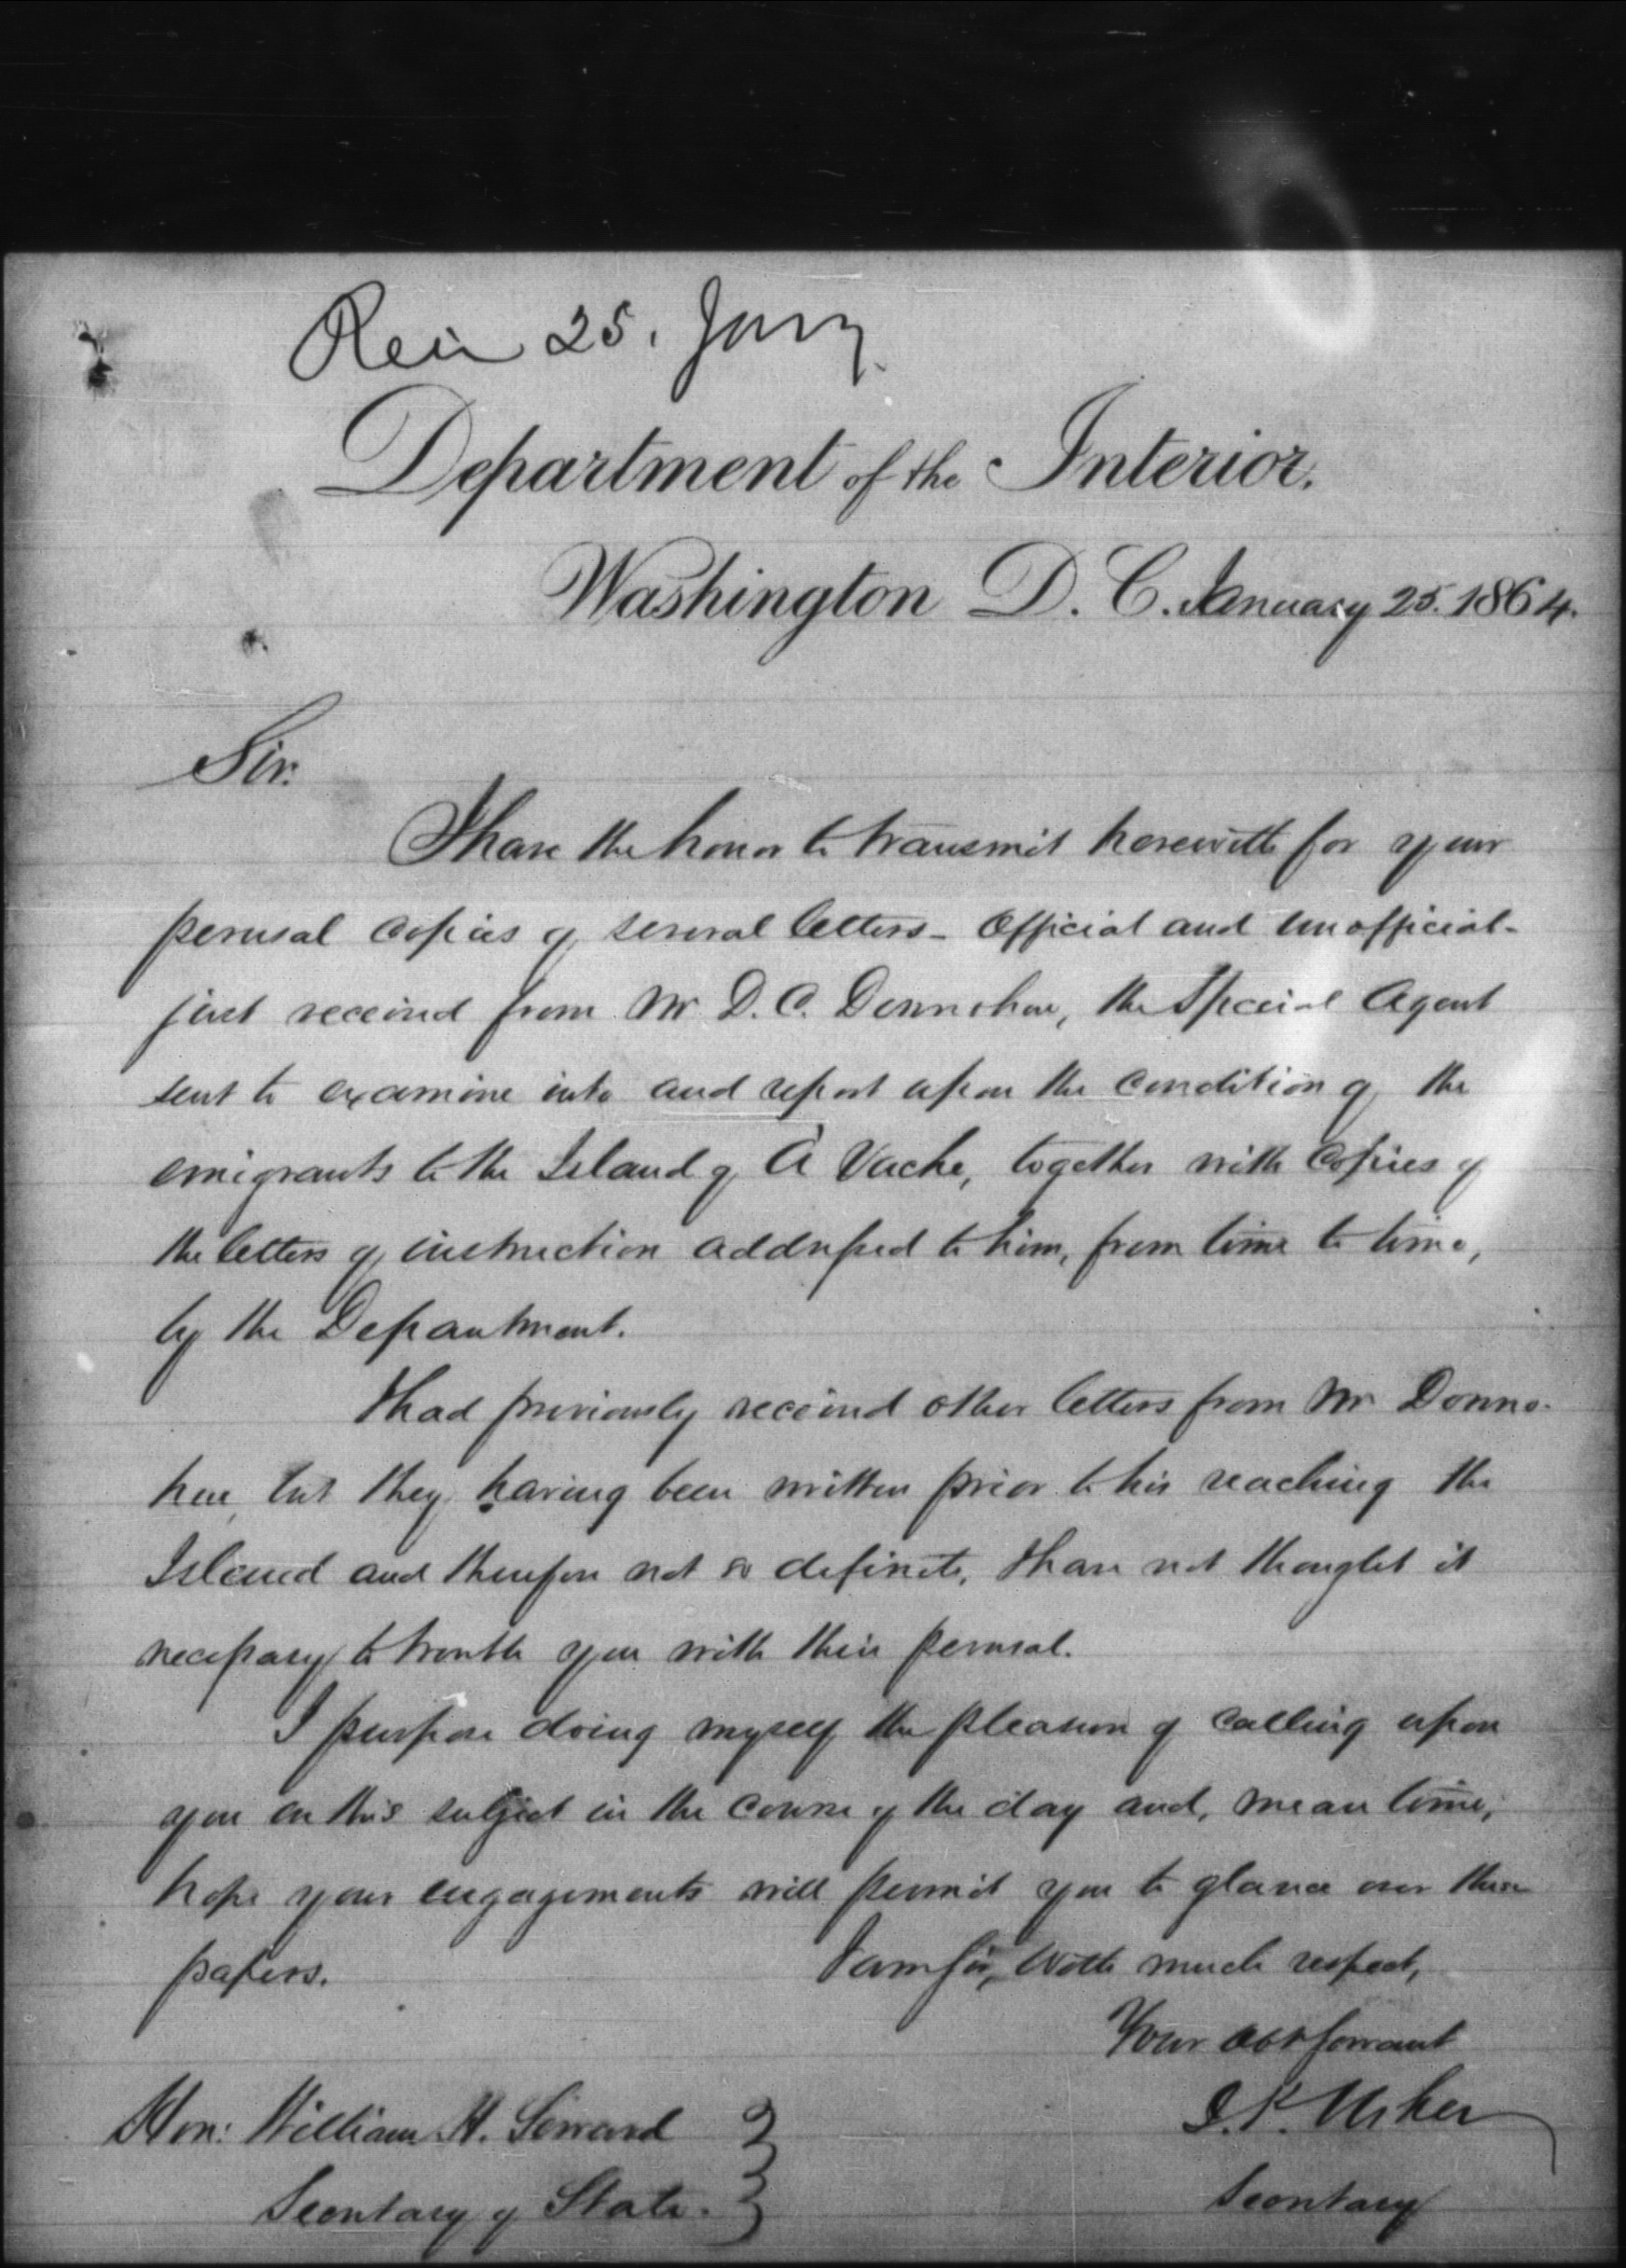 Rec'd 25. Jany.
Department of the Interior.
Washington D. C. January 25. 1864.
Sir:
I have the honor to transmit herewith for your
perusal copies of several letters - Official and unofficial -
just received from Mr D. C. Donnohue, the Special Agent
sent to examine into and report upon the condition of the
emigrants to the Island of A Vache, together with copies of
the letters of instruction addressed to him, from time to time,
by the Department.
I had previously received other letters from Mr Donno-
hue, but they, having been written prior to his reaching the
Island and therefore not so definite, I have not thought it
necessary to trouble you with their perusal.
I purpose doing myself the pleasure of calling upon
you on this subject in the course of the day and, mean time,
hope your engagements will permit you to glance over these
papers. I am Sir, With much respect,
Your obt Servant
J. P. Usher
Secretary
Hon: William H. Seward
Secretary of State.